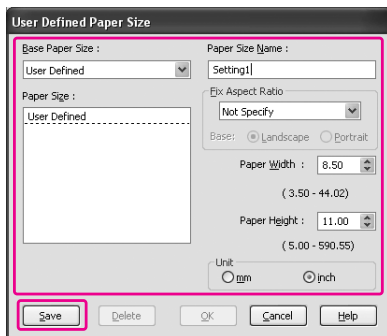 User Defined Paper Size
Base Paper Size :
User Defined
Paper Size :
User Defined
Paper Size Name :
Setting1
Fix Aspect Ratio
Not Specify
Base: Landscape Portrait
Paper Width : 8.50
( 3.50 - 44.02)
Paper Height : 11.00
( 5.00 - 590.55)
Unit
mm inch
Save Delete OK Cancel Help